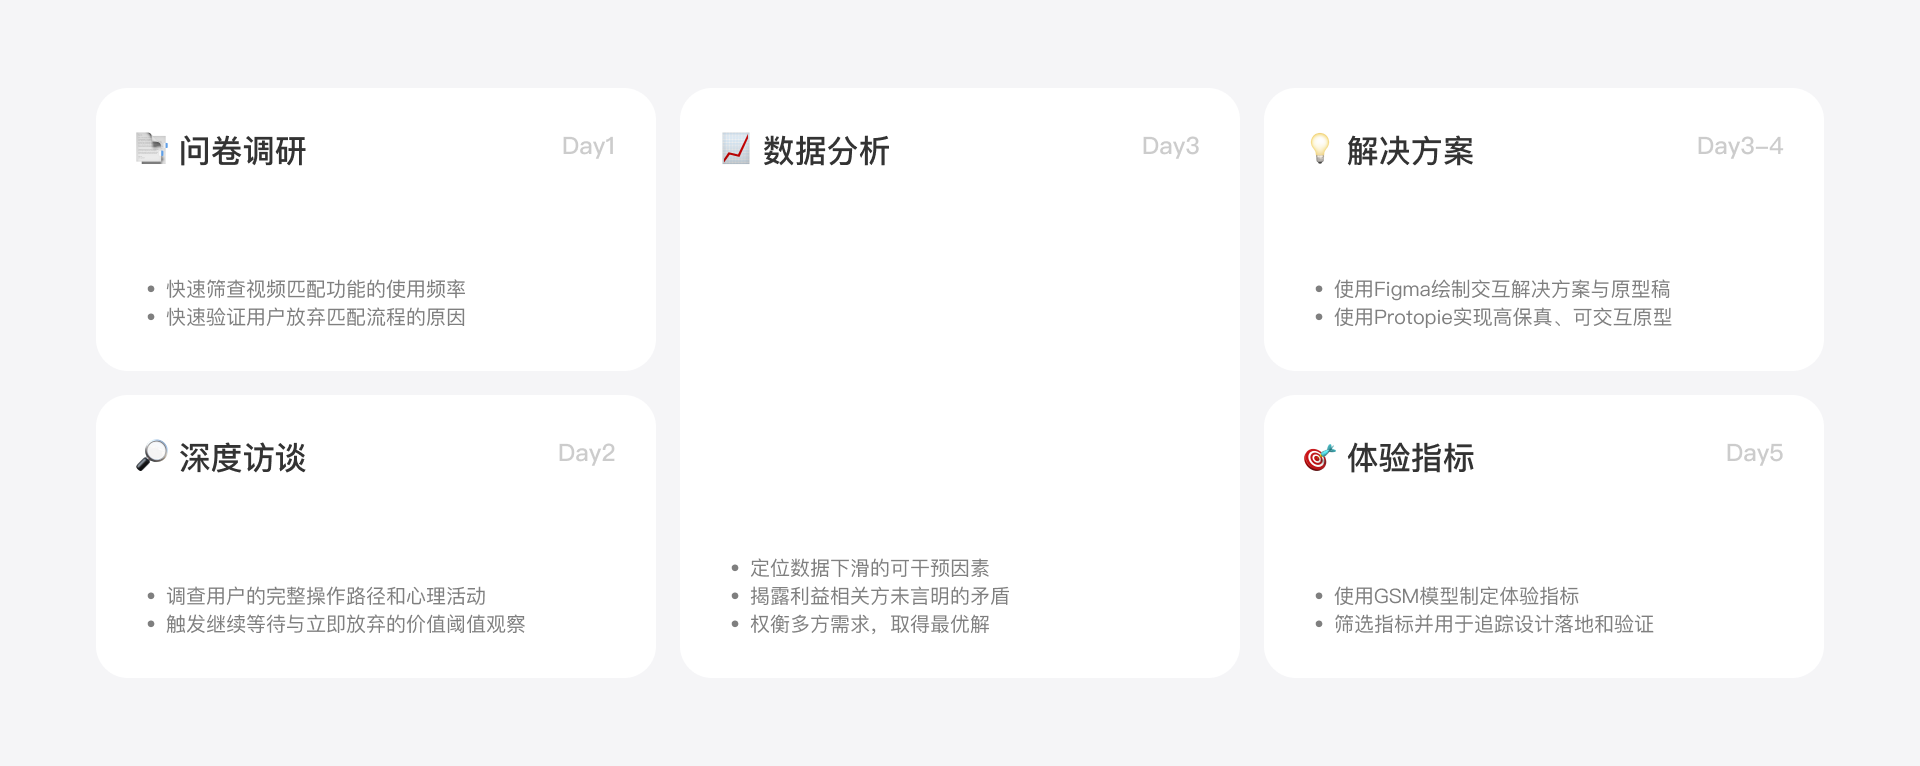 问卷调研
Day1
• 快速筛查视频匹配功能的使用频率
• 快速验证用户放弃匹配流程的原因
深度访谈
Day2
• 调查用户的完整操作路径和心理活动
• 触发继续等待与立即放弃的价值阈值观察
数据分析
Day3
• 定位数据下滑的可干预因素
• 揭露利益相关方未言明的矛盾
• 权衡多方需求，取得最优解
解决方案
Day3-4
• 使用Figma绘制交互解决方案与原型稿
• 使用Protopie实现高保真、可交互原型
体验指标
Day5
• 使用GSM模型制定体验指标
• 筛选指标并用于追踪设计落地和验证